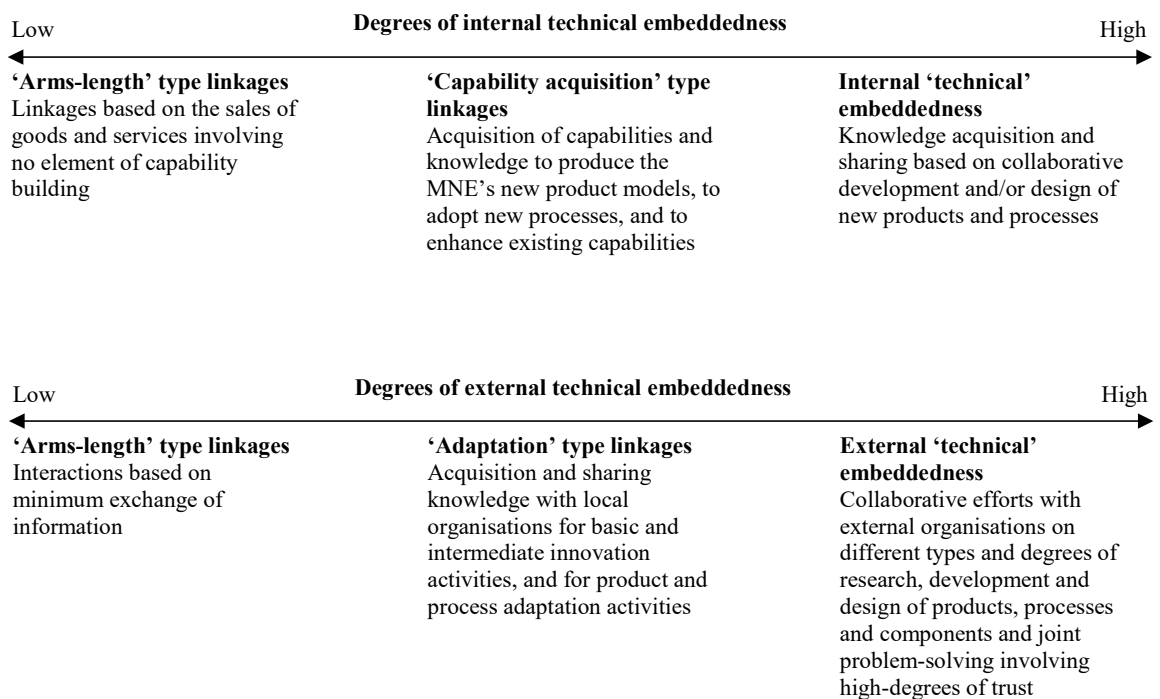 Degrees of internal technical embeddedness
Low
High
‘Arms-length’ type linkages
Linkages based on the sales of
goods and services involving
no element of capability
building
‘Capability acquisition’ type
linkages
Acquisition of capabilities and
knowledge to produce the
MNE’s new product models, to
adopt new processes, and to
enhance existing capabilities
Internal ‘technical’
embeddedness
Knowledge acquisition and
sharing based on collaborative
development and/or design of
new products and processes
Degrees of external technical embeddedness
Low
High
‘Arms-length’ type linkages
Interactions based on
minimum exchange of
information
‘Adaptation’ type linkages
Acquisition and sharing
knowledge with local
organisations for basic and
intermediate innovation
activities, and for product and
process adaptation activities
External ‘technical’
embeddedness
Collaborative efforts with
external organisations on
different types and degrees of
research, development and
design of products, processes
and components and joint
problem-solving involving
high-degrees of trust